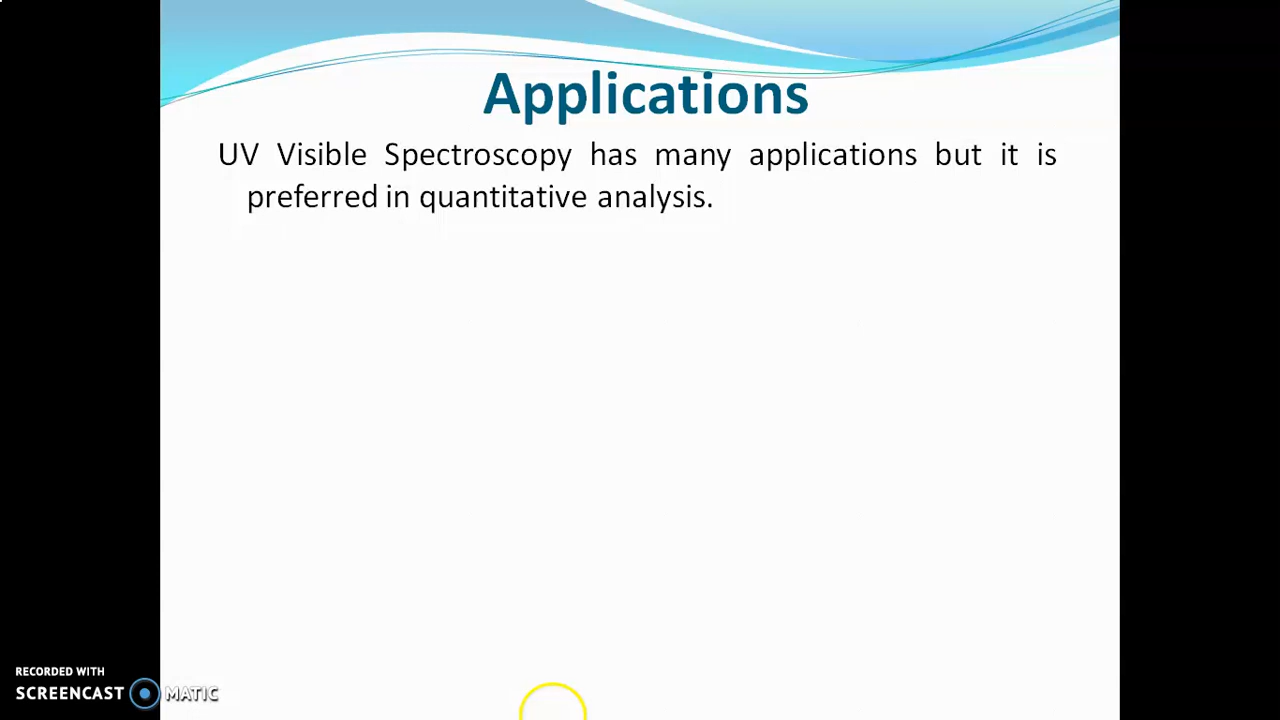 Applications
UV Visible Spectroscopy has many applications but it is
preferred in quantitative analysis.
RECORDED WITH
SCREENCAST MATIC